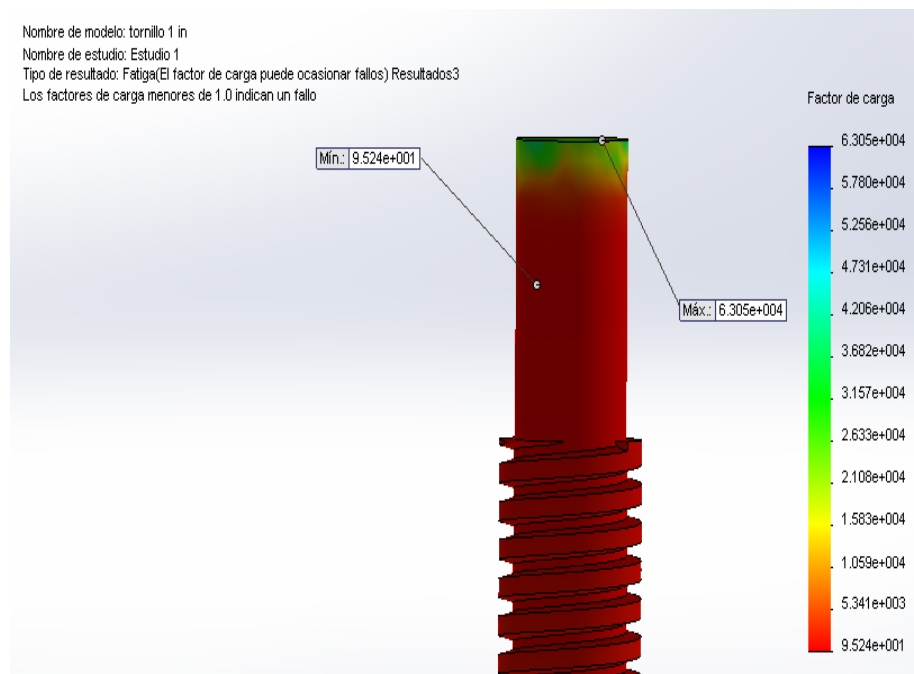 Nombre de modelo: tornillo 1 in
Nombre de estudio: Estudio 1
Tipo de resultado: Fatiga(El factor de carga puede ocasionar fallos) Resultados3
Los factores de carga menores de 1.0 indican un fallo
Factor de carga
6.305e+004
Mín.: 9.524e+001
5.780e+004
5.256e+004
4.731e+004
Máx.: 6.305e+004
4.206e+004
3.682e+004
3.157e+004
2.633e+004
2.108e+004
1.583e+004
1.059e+004
5.341e+003
9.524e+001